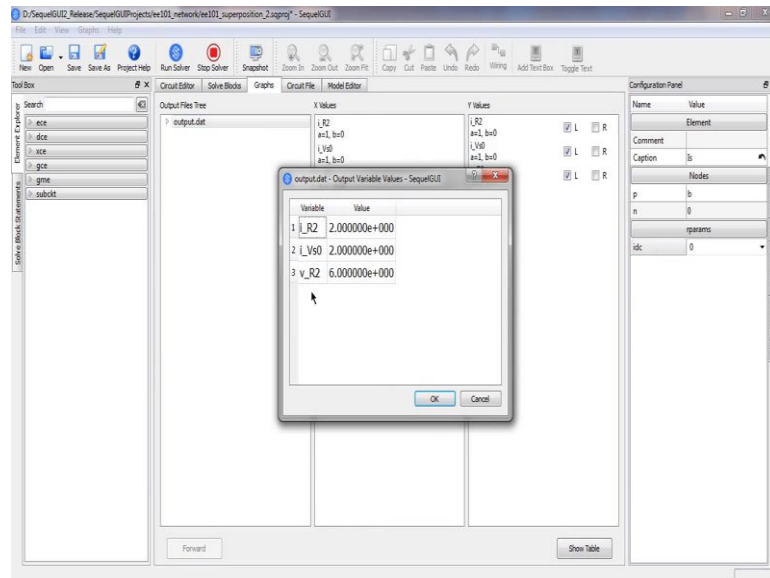 D:/SequelGUI2_Release/SequelGUIProjects/ee101_network/ee101_superposition_2.sqproj* - SequelGUI
File Edit View Graphs Help
New Open Save Save As Project Help Run Solver Stop Solver Snapshot Zoom In Zoom Out Zoom Fit Copy Cut Paste Undo Redo Wiring Add Text Box Toggle Text
Tool Box
Circuit Editor Solve Blocks Graphs Circuit File Model Editor
Configuration Panel
Element Explorer
Solve Block Statements
Search
ece
dce
xce
gce
gme
subckt
Output Files Tree
output.dat
X Values
i_R2
a=1, b=0
i_Vs0
a=1, b=0
Y Values
i_R2
a=1, b=0
L R
i_Vs0
a=1, b=0
L R
L R
output.dat - Output Variable Values - SequelGUI
Variable Value
1 i_R2 2.000000e+000
2 i_Vs0 2.000000e+000
3 v_R2 6.000000e+000
OK Cancel
Forward
Show Table
Name Value
Element
Comment
Caption Is
Nodes
p b
n 0
rparams
idc 0